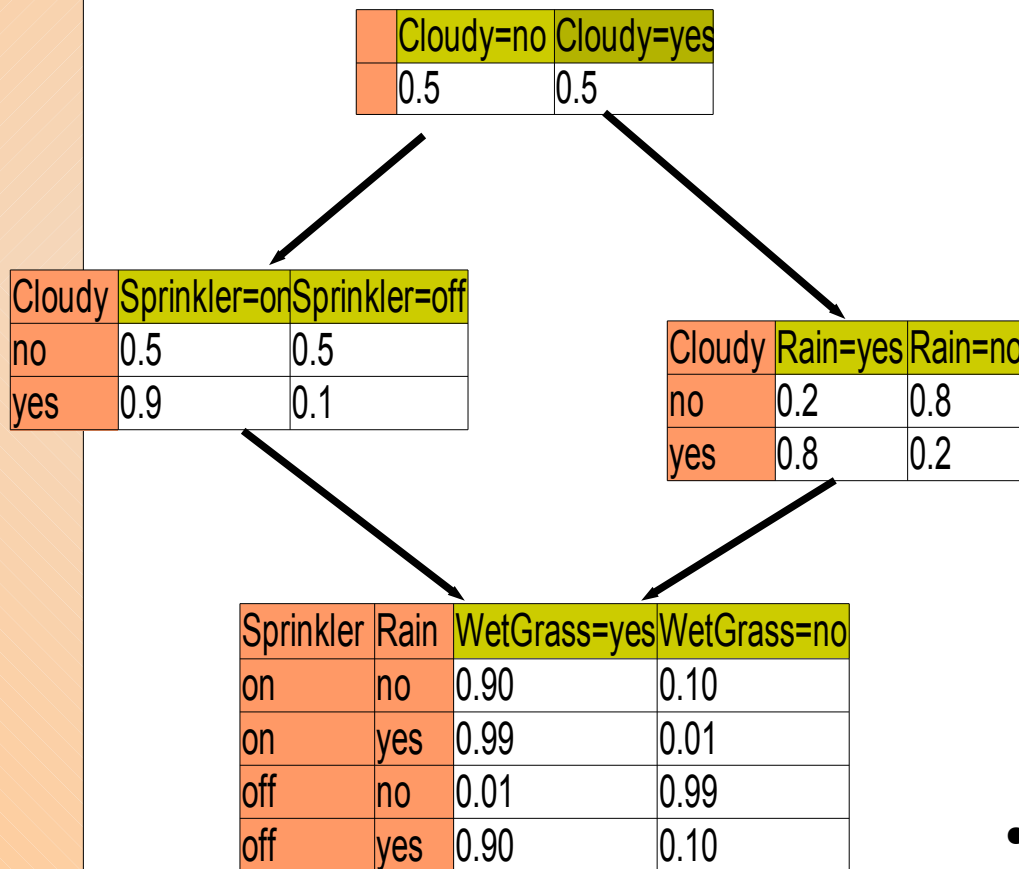 Cloudy=no Cloudy=yes
0.5 0.5
Cloudy Sprinkler=on Sprinkler=off
no 0.5 0.5
yes 0.9 0.1
Cloudy Rain=yes Rain=no
no 0.2 0.8
yes 0.8 0.2
Sprinkler Rain WetGrass=yes WetGrass=no
on no 0.90 0.10
on yes 0.99 0.01
off no 0.01 0.99
off yes 0.90 0.10